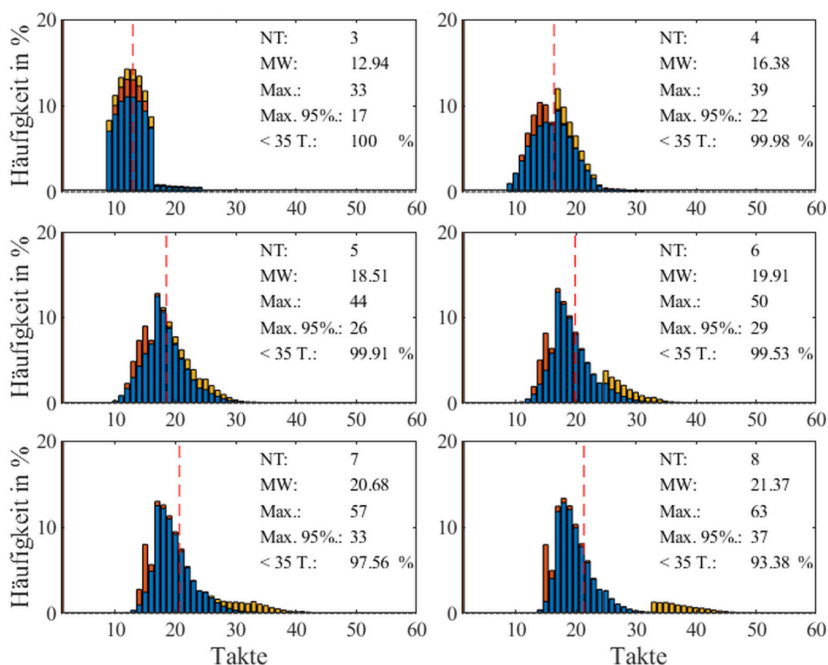 20
10
0
Häufigkeit in %
NT: 3
MW: 12.94
Max.: 33
Max. 95%.: 17
< 35 T.: 100 %
10 20 30 40 50 60
20
10
0
NT: 4
MW: 16.38
Max.: 39
Max. 95%.: 22
< 35 T.: 99.98 %
10 20 30 40 50 60
20
10
0
Häufigkeit in %
NT: 5
MW: 18.51
Max.: 44
Max. 95%.: 26
< 35 T.: 99.91 %
10 20 30 40 50 60
20
10
0
NT: 6
MW: 19.91
Max.: 50
Max. 95%.: 29
< 35 T.: 99.53 %
10 20 30 40 50 60
20
10
0
Häufigkeit in %
NT: 7
MW: 20.68
Max.: 57
Max. 95%.: 33
< 35 T.: 97.56 %
10 20 30 40 50 60
Takte
20
10
0
NT: 8
MW: 21.37
Max.: 63
Max. 95%.: 37
< 35 T.: 93.38 %
10 20 30 40 50 60
Takte